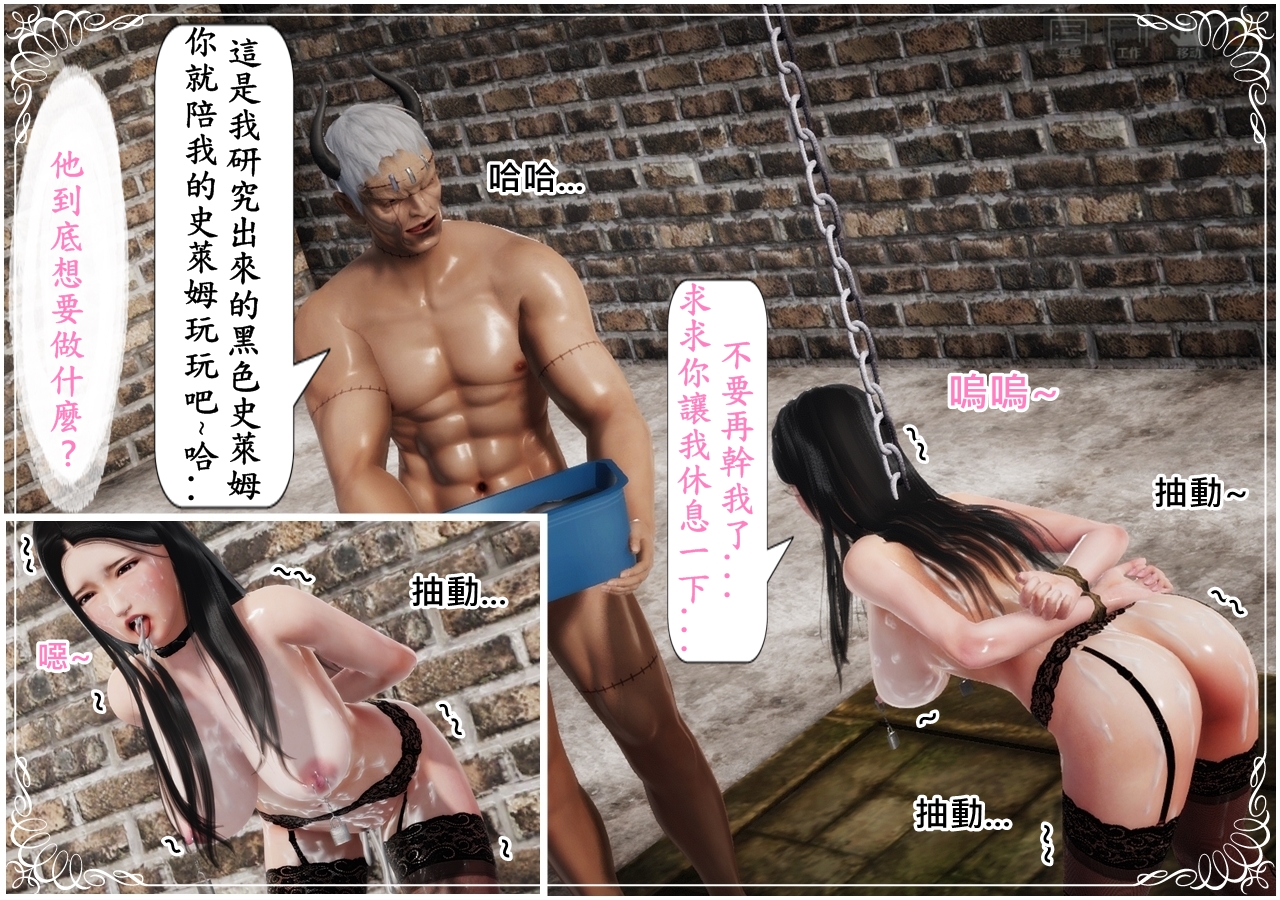 這是我研究出來的黑色史萊姆
你就陪我的史萊姆玩玩吧~哈..
他到底想要做什麼？
哈哈...
不要再幹我了...
求求你讓我休息一下...
嗚嗚~
抽動~
抽動...
抽動...
噁~
工作